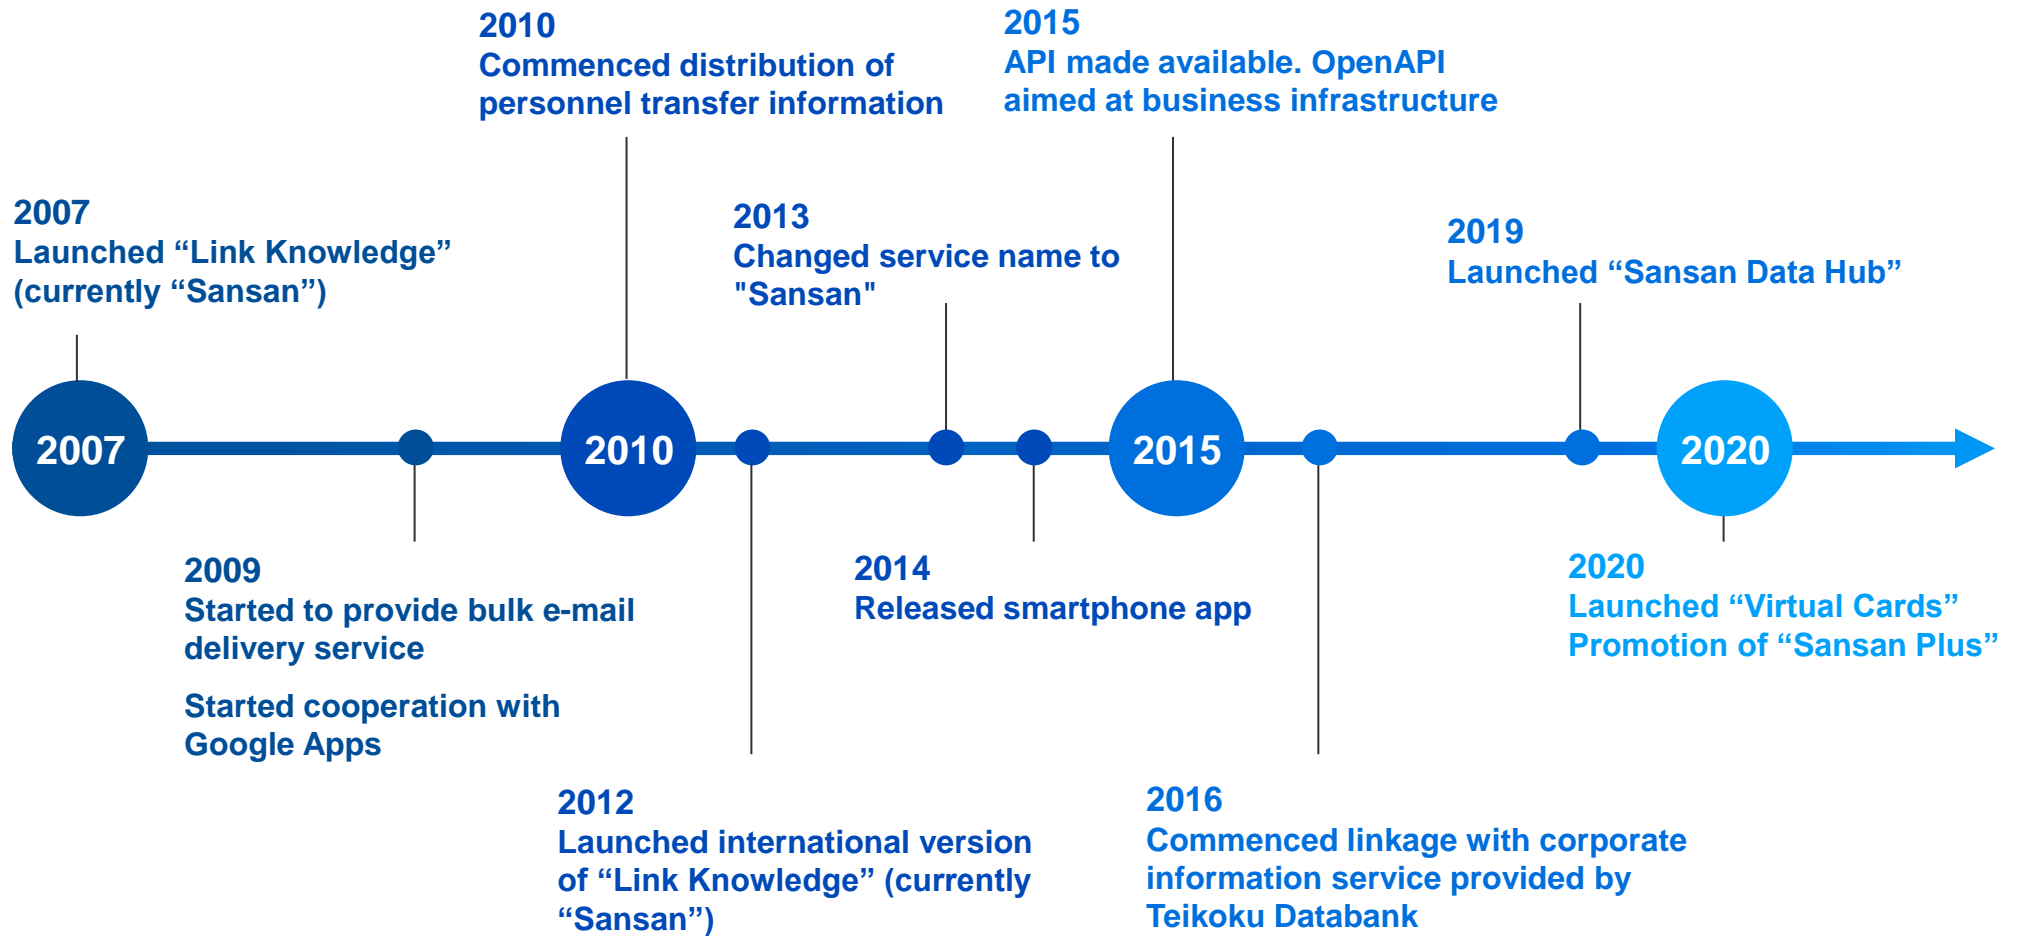 2010
Commenced distribution of
personnel transfer information
2015
API made available. OpenAPI
aimed at business infrastructure
2007
Launched “Link Knowledge”
(currently “Sansan”)
2013
Changed service name to
"Sansan"
2019
Launched “Sansan Data Hub”
2007
2010
2015
2020
2009
Started to provide bulk e-mail
delivery service
Started cooperation with
Google Apps
2014
Released smartphone app
2020
Launched “Virtual Cards”
Promotion of “Sansan Plus”
2012
Launched international version
of “Link Knowledge” (currently
“Sansan”)
2016
Commenced linkage with corporate
information service provided by
Teikoku Databank